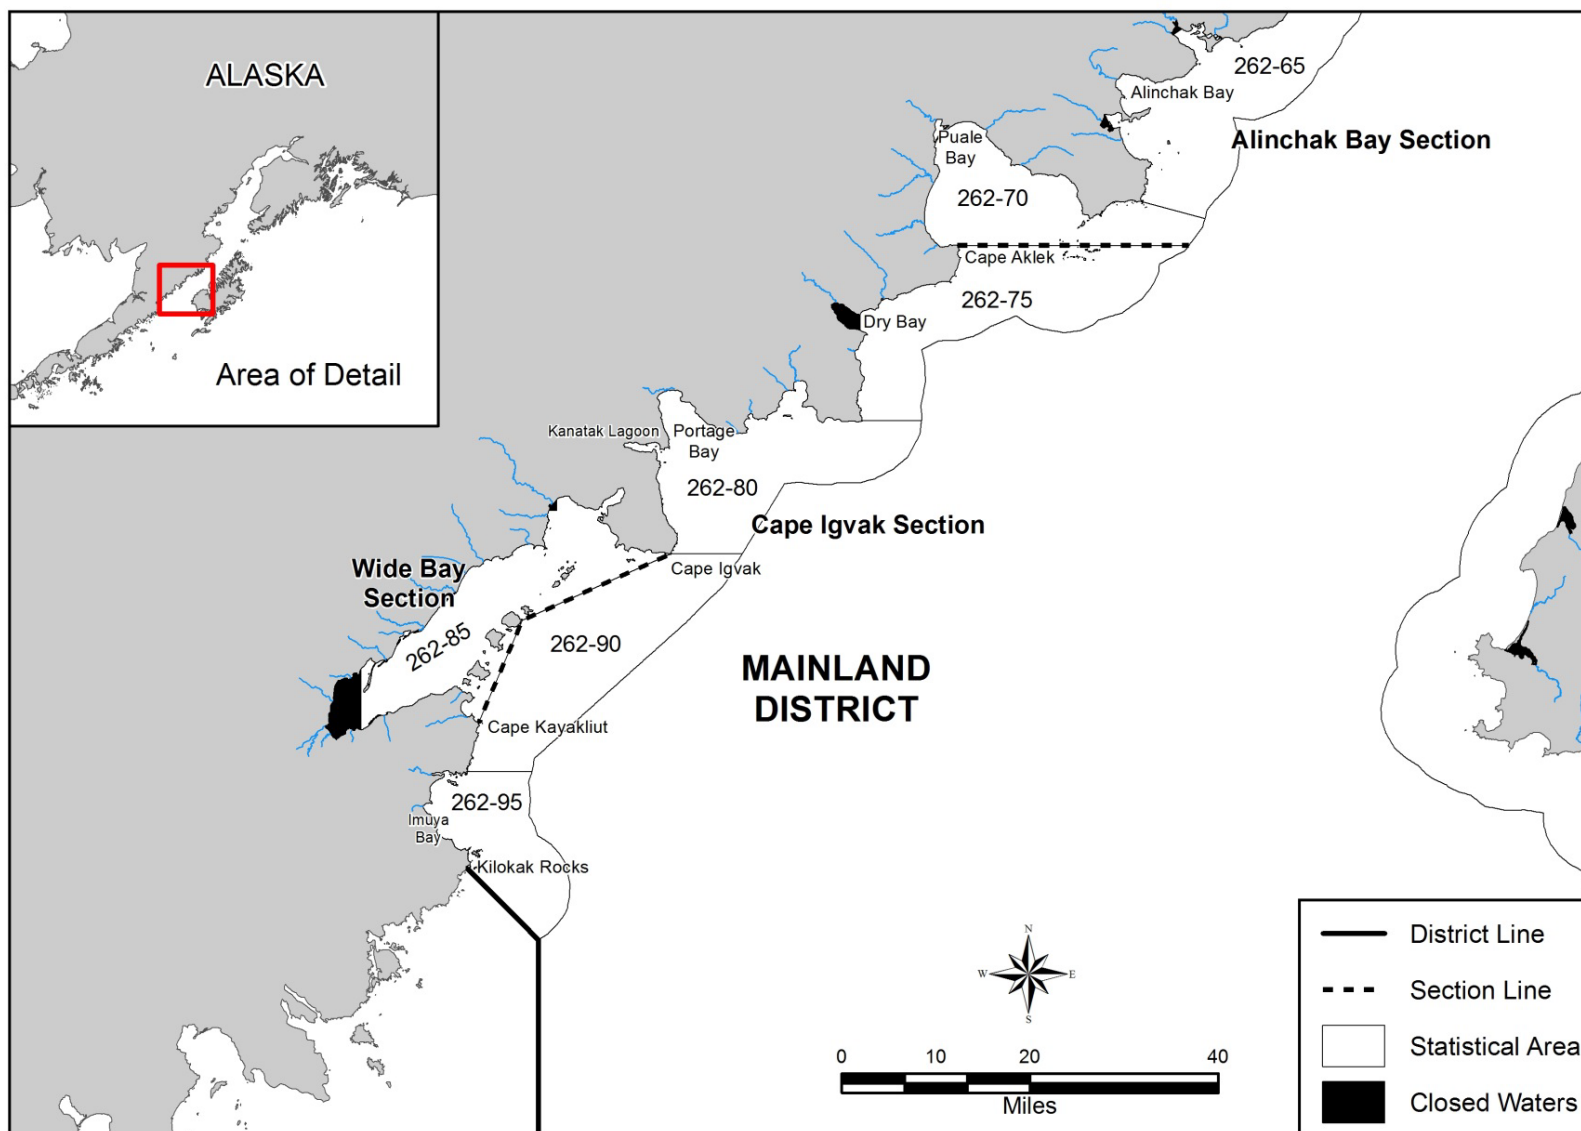 ALASKA
Area of Detail
262-65
Alinchak Bay
Alinchak Bay Section
Puale
Bay
262-70
Cape Aklek
262-75
Dry Bay
Kanatak Lagoon
Portage
Bay
262-80
Cape Igvak Section
Cape Igvak
Wide Bay
Section
262-85
262-90
MAINLAND
DISTRICT
Cape Kayakliut
262-95
Imuya
Bay
Kilokak Rocks
N
W
E
S
0 10 20 40
Miles
District Line
Section Line
Statistical Area
Closed Waters